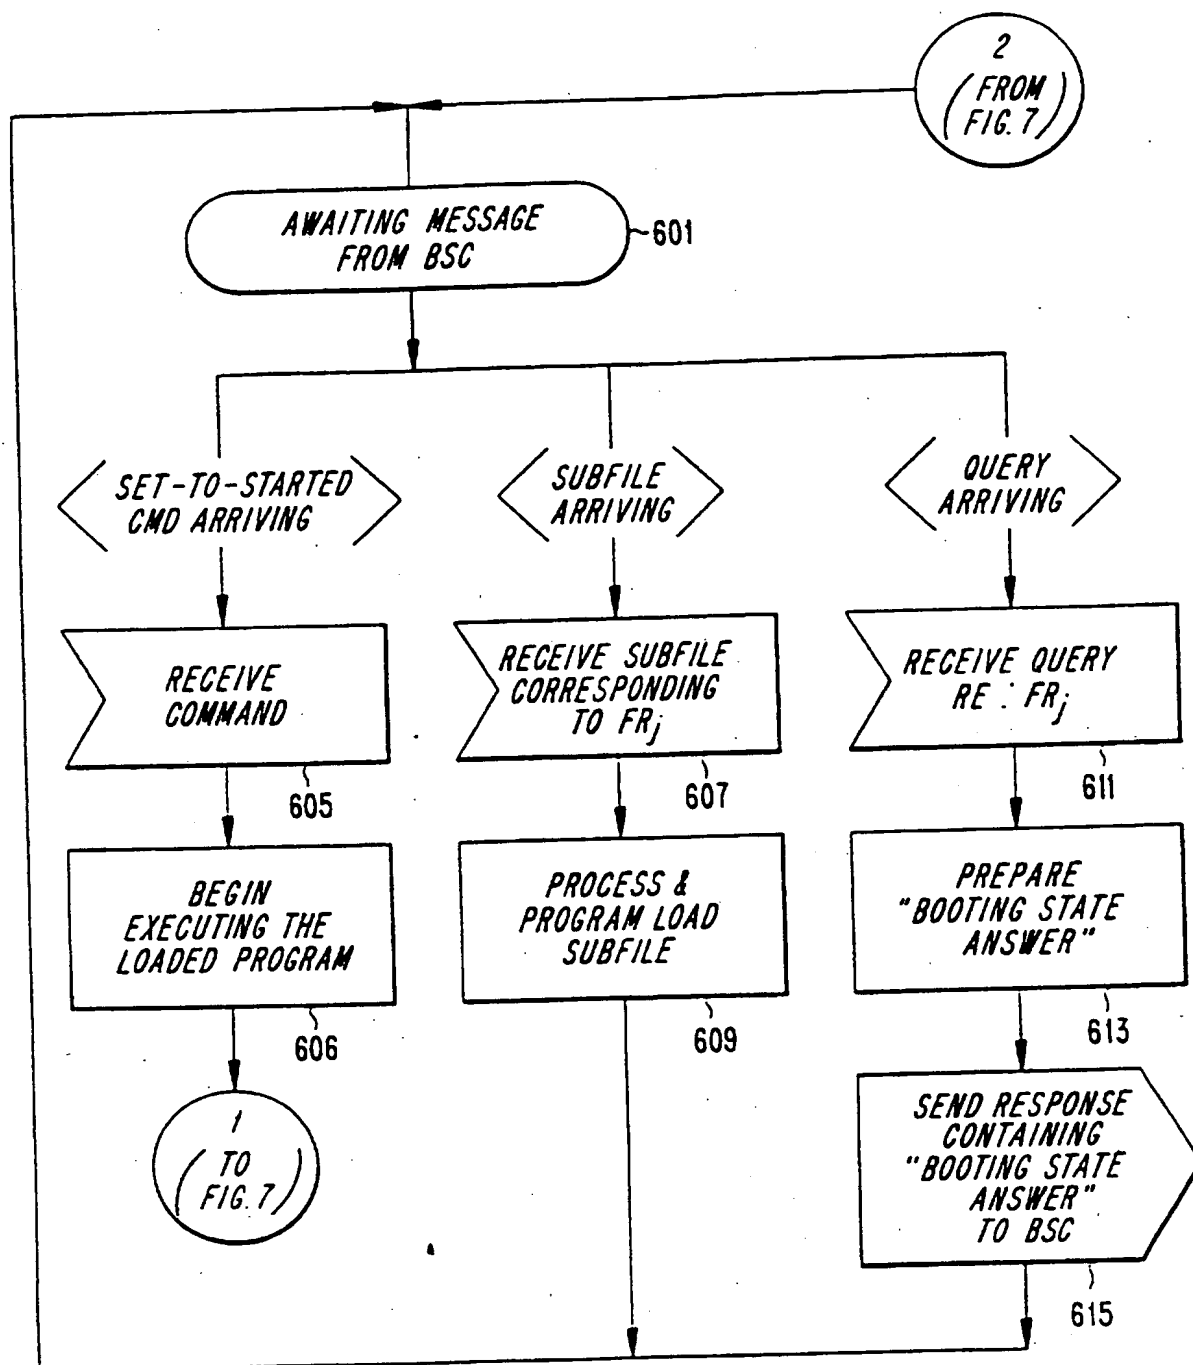 2
(FROM
FIG. 7)
AWAITING MESSAGE
FROM BSC
601
SET-TO-STARTED
CMD ARRIVING
SUBFILE
ARRIVING
QUERY
ARRIVING
RECEIVE
COMMAND
605
RECEIVE SUBFILE
CORRESPONDING
TO FRj
607
RECEIVE QUERY
RE : FRj
611
BEGIN
EXECUTING THE
LOADED PROGRAM
606
PROCESS &
PROGRAM LOAD
SUBFILE
609
PREPARE
"BOOTING STATE
ANSWER"
613
1
(TO
FIG. 7)
SEND RESPONSE
CONTAINING
"BOOTING STATE
ANSWER"
TO BSC
615